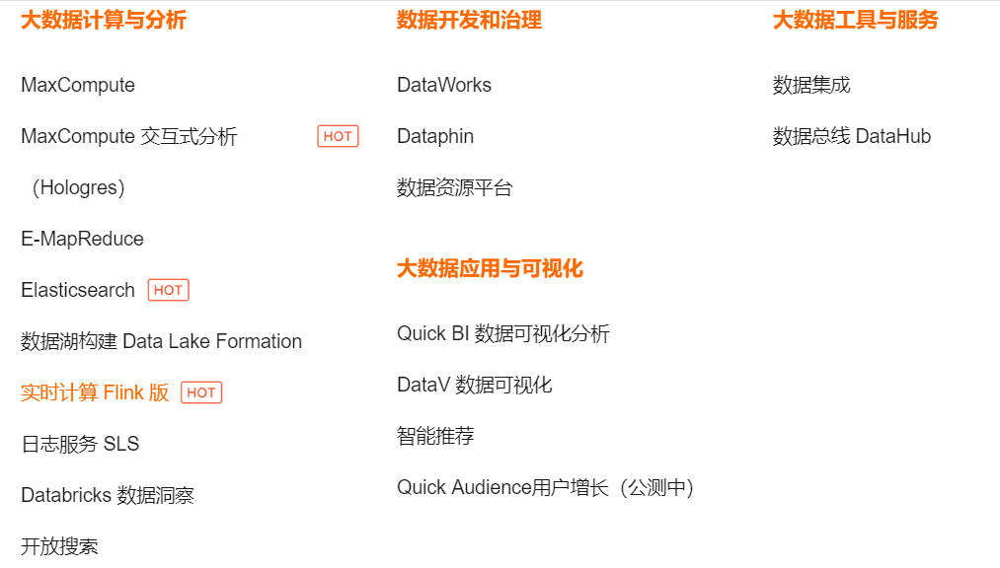 大数据计算与分析
MaxCompute
MaxCompute 交互式分析 HOT
（Hologres）
E-MapReduce
Elasticsearch HOT
数据湖构建 Data Lake Formation
实时计算 Flink 版 HOT
日志服务 SLS
Databricks 数据洞察
开放搜索
数据开发和治理
DataWorks
Dataphin
数据资源平台
大数据应用与可视化
Quick BI 数据可视化分析
DataV 数据可视化
智能推荐
Quick Audience用户增长（公测中）
大数据工具与服务
数据集成
数据总线 DataHub